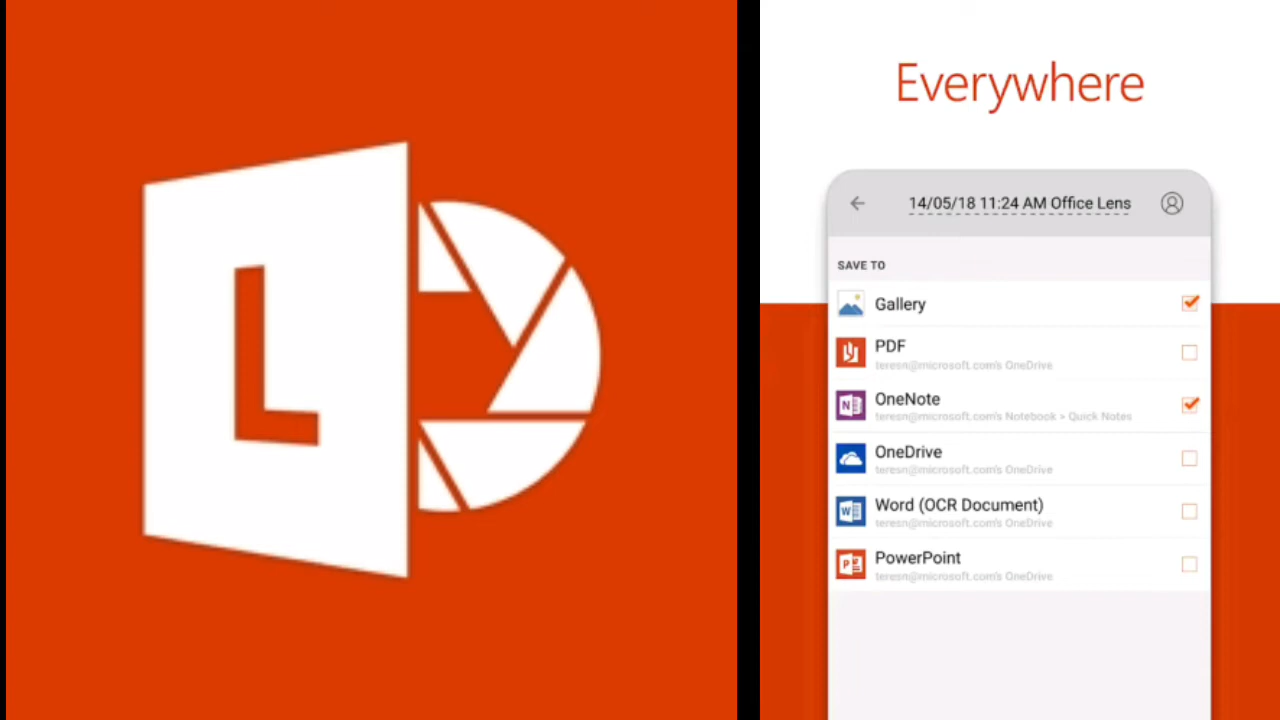 L
Everywhere
14/05/18 11:24 AM Office Lens
SAVE TO
Gallery
PDF
teresn@microsoft.com's OneDrive
N
OneNote
teresn@microsoft.com's Notebook > Quick Notes
OneDrive
teresn@microsoft.com's OneDrive
W
Word (OCR Document)
teresn@microsoft.com's OneDrive
P
PowerPoint
teresn@microsoft.com's OneDrive